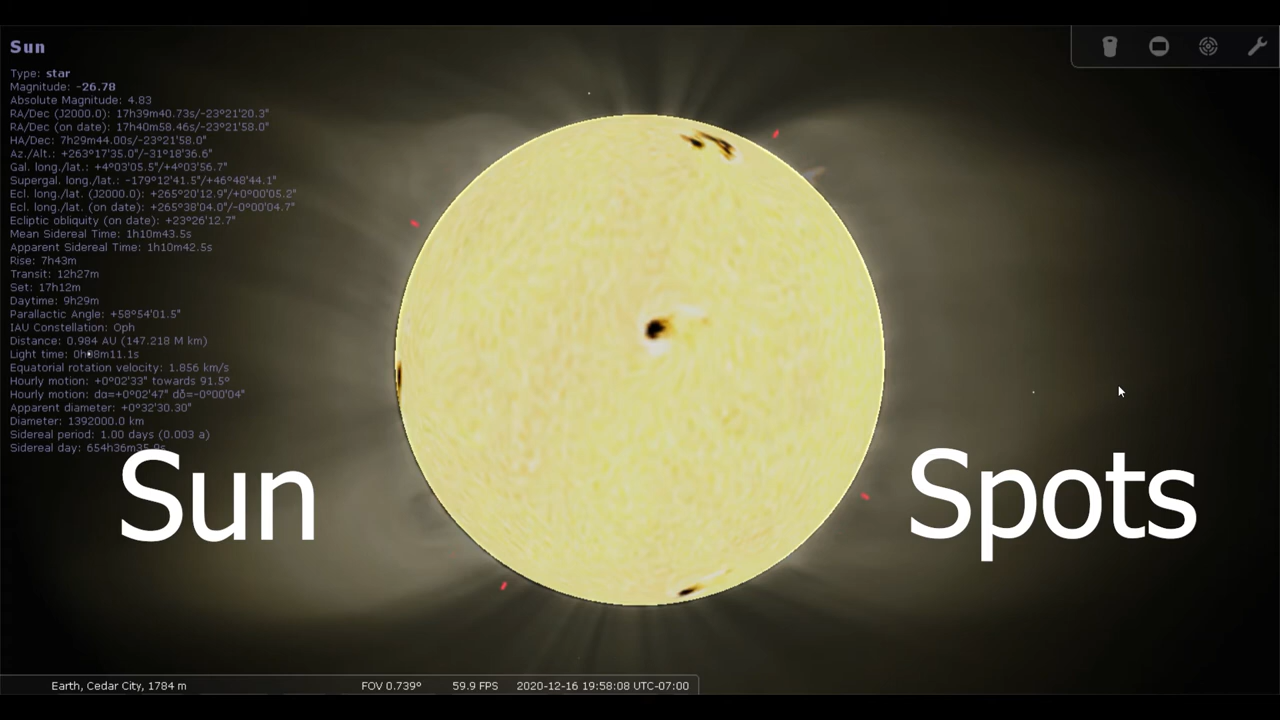 Sun
Type: star
Magnitude: -26.78
Absolute Magnitude: 4.83
RA/Dec (J2000.0): 17h39m40.73s/-23°21'20.3"
RA/Dec (on date): 17h40m58.46s/-23°21'58.0"
HA/Dec: 7h29m44.00s/-23°21'58.0"
Az./Alt.: +263°17'35.0"/-31°18'36.6"
Gal. long./lat.: +4°03'05.5"/+4°03'56.7"
Supergal. long./lat.: -179°12'41.5"/+46°48'44.1"
Ecl. long./lat. (J2000.0): +265°20'12.9"/+0°00'05.2"
Ecl. long./lat. (on date): +265°38'04.0"/-0°00'04.7"
Ecliptic obliquity (on date): +23°26'12.7"
Mean Sidereal Time: 1h10m43.5s
Apparent Sidereal Time: 1h10m42.5s
Rise: 7h43m
Transit: 12h27m
Set: 17h12m
Daytime: 9h29m
Parallactic Angle: +58°54'01.5"
IAU Constellation: Oph
Distance: 0.984 AU (147.218 M km)
Light time: 0h08m11.1s
Equatorial rotation velocity: 1.856 km/s
Hourly motion: +0°02'33" towards 91.5°
Hourly motion: dα=+0°02'47" dδ=-0°00'04"
Apparent diameter: +0°32'30.30"
Diameter: 1392000.0 km
Sidereal period: 1.00 days (0.003 a)
Sidereal day: 654h36m35.9s
Sun Spots
Earth, Cedar City, 1784 m FOV 0.739° 59.9 FPS 2020-12-16 19:58:08 UTC-07:00